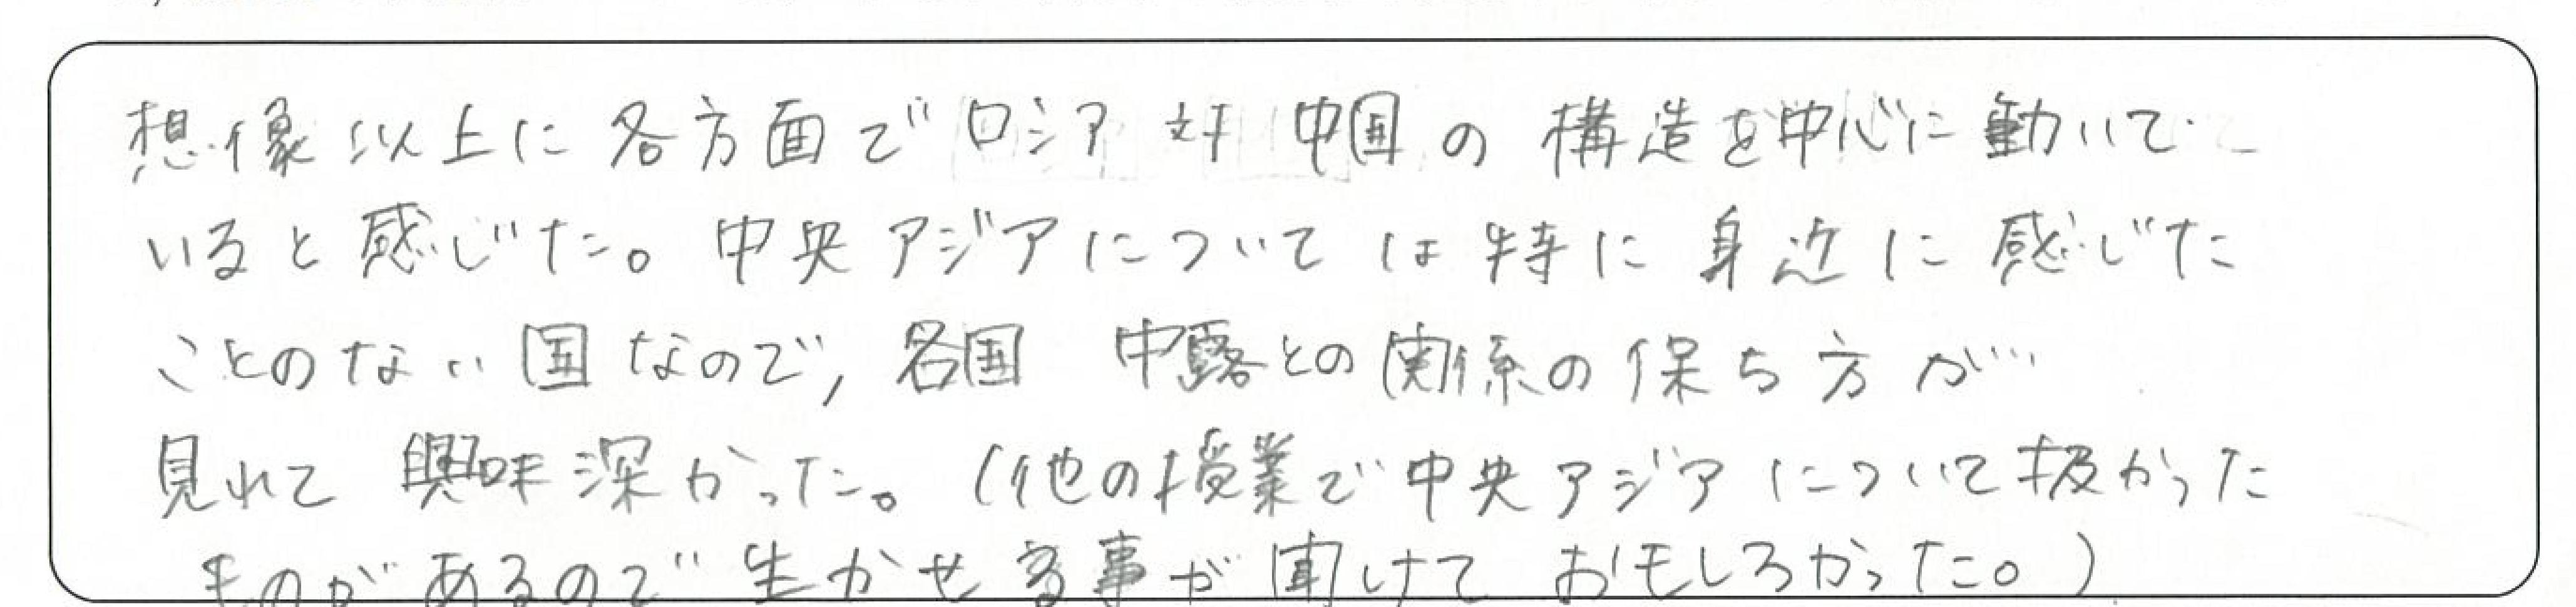 想像以上に各方面でロシア対中国の構造を中心に動いて
いると感じた。中央アジアについては特に身近に感じた
ことのない国なので,各国 中露との関係の保ち方が
見れて興味深かった。(他の授業で中央アジアについて扱かった
ものがあるので生かせる事が聞けておもしろかった。)